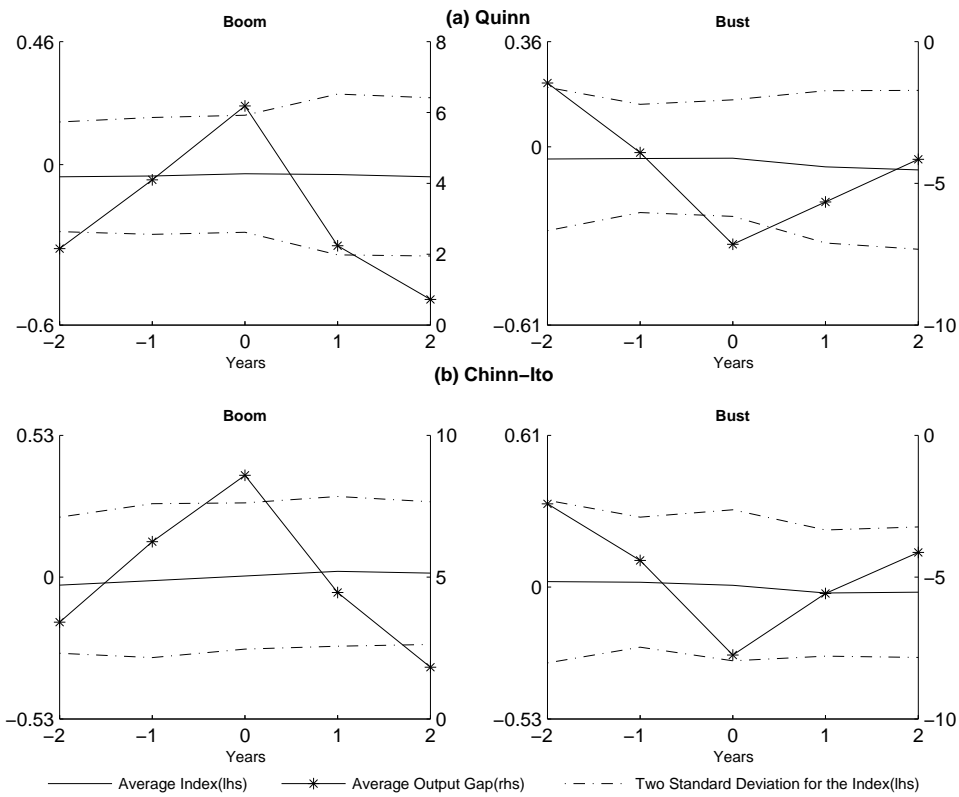 (a) Quinn
Boom
0.46
0
−0.6
8
6
4
2
0
−2 −1 0 1 2
Years
Bust
0.36
0
−0.61
0
−5
−10
−2 −1 0 1 2
Years
(b) Chinn−Ito
Boom
0.53
0
−0.53
10
5
0
−2 −1 0 1 2
Years
Bust
0.61
0
−0.53
0
−5
−10
−2 −1 0 1 2
Years
Average Index(lhs) Average Output Gap(rhs) Two Standard Deviation for the Index(lhs)